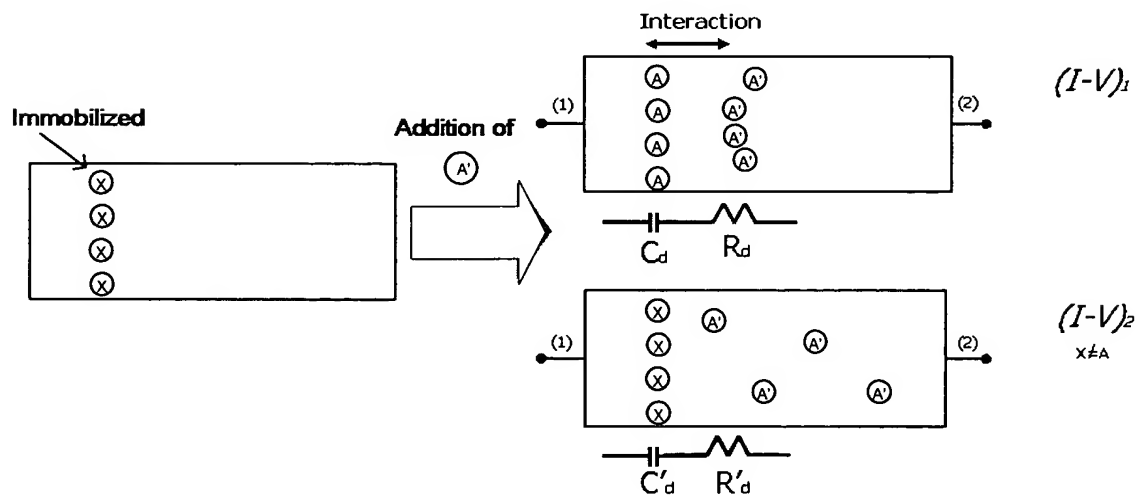 Immobilized
X
X
X
X
Addition of
A'
Interaction
(1)
A
A
A
A
A'
A'
A'
A'
(2)
(I-V)1
Cd
Rd
(1)
X
X
X
X
A'
A'
A'
A'
(2)
(I-V)2
X≠A
C'd
R'd